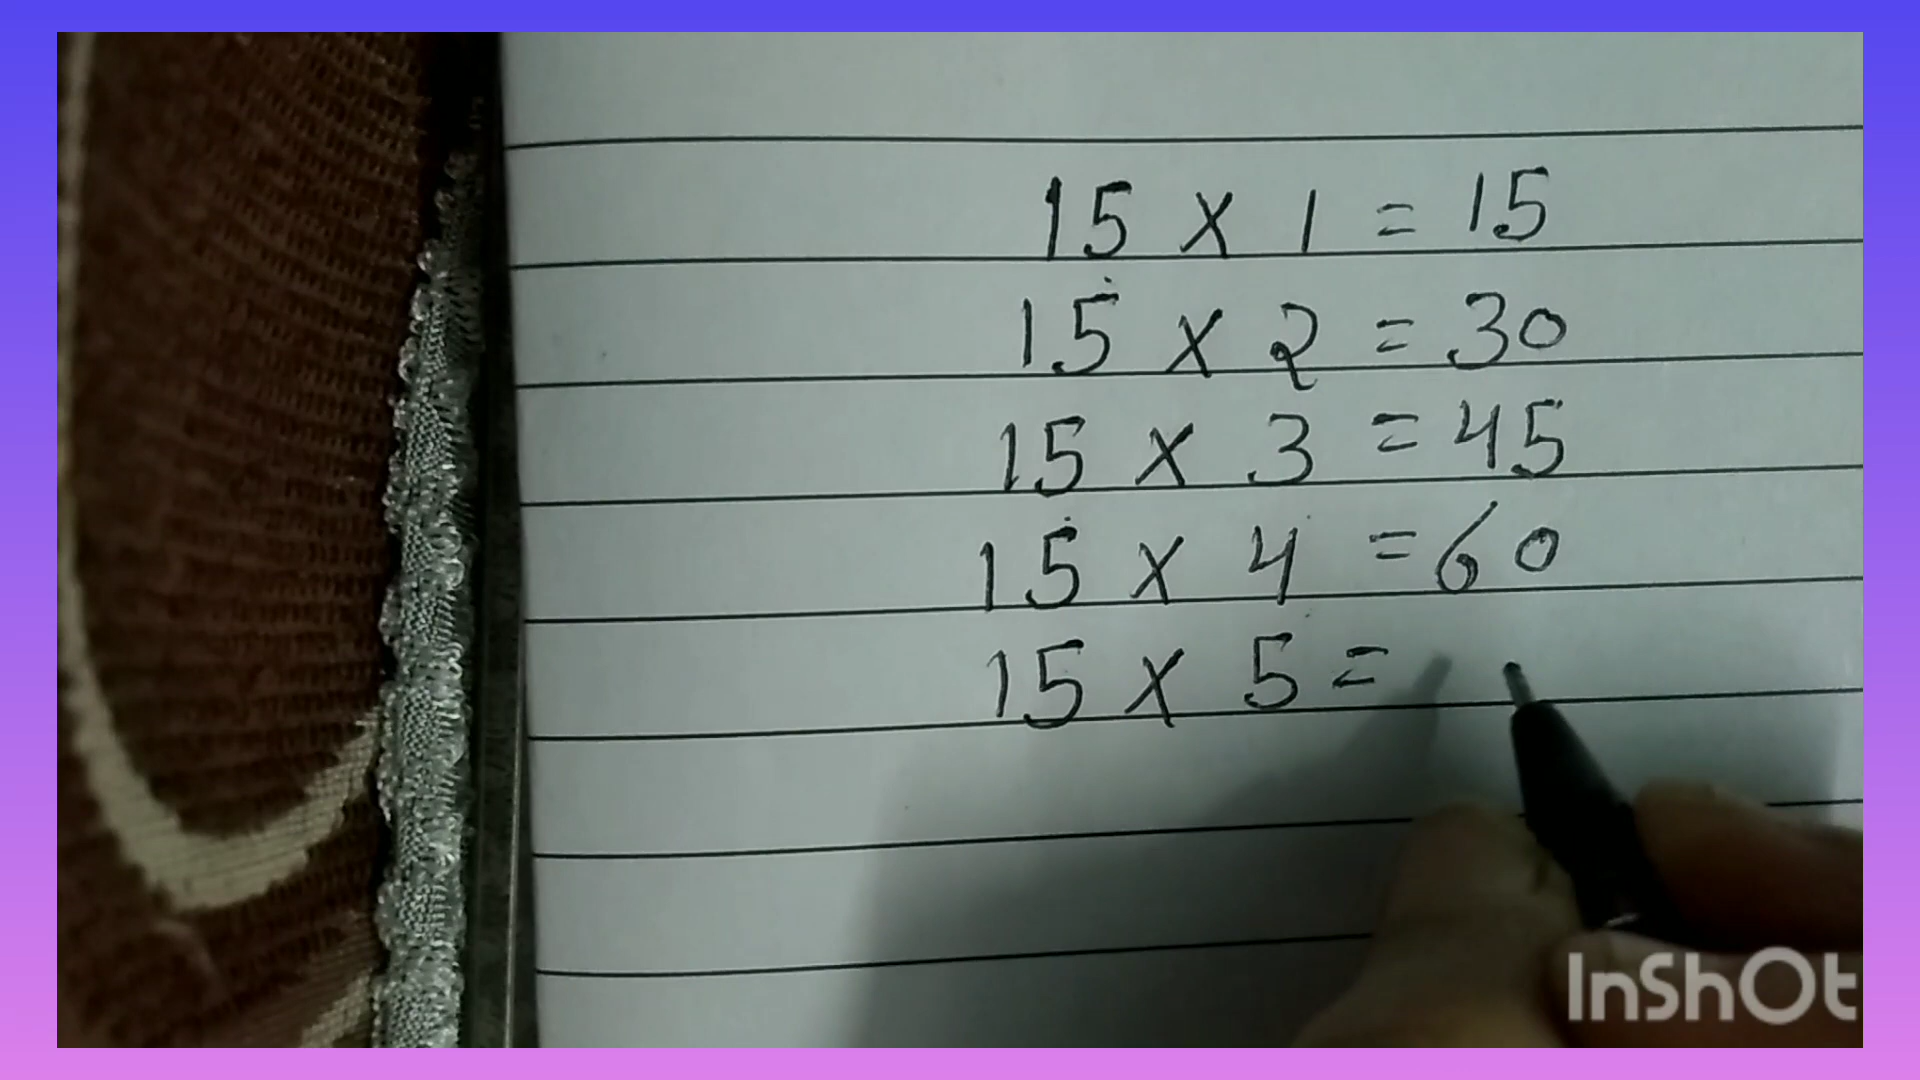 15 X 1 = 15
15 X 2 = 30
15 X 3 = 45
15 X 4 = 60
15 X 5 =
InShOt